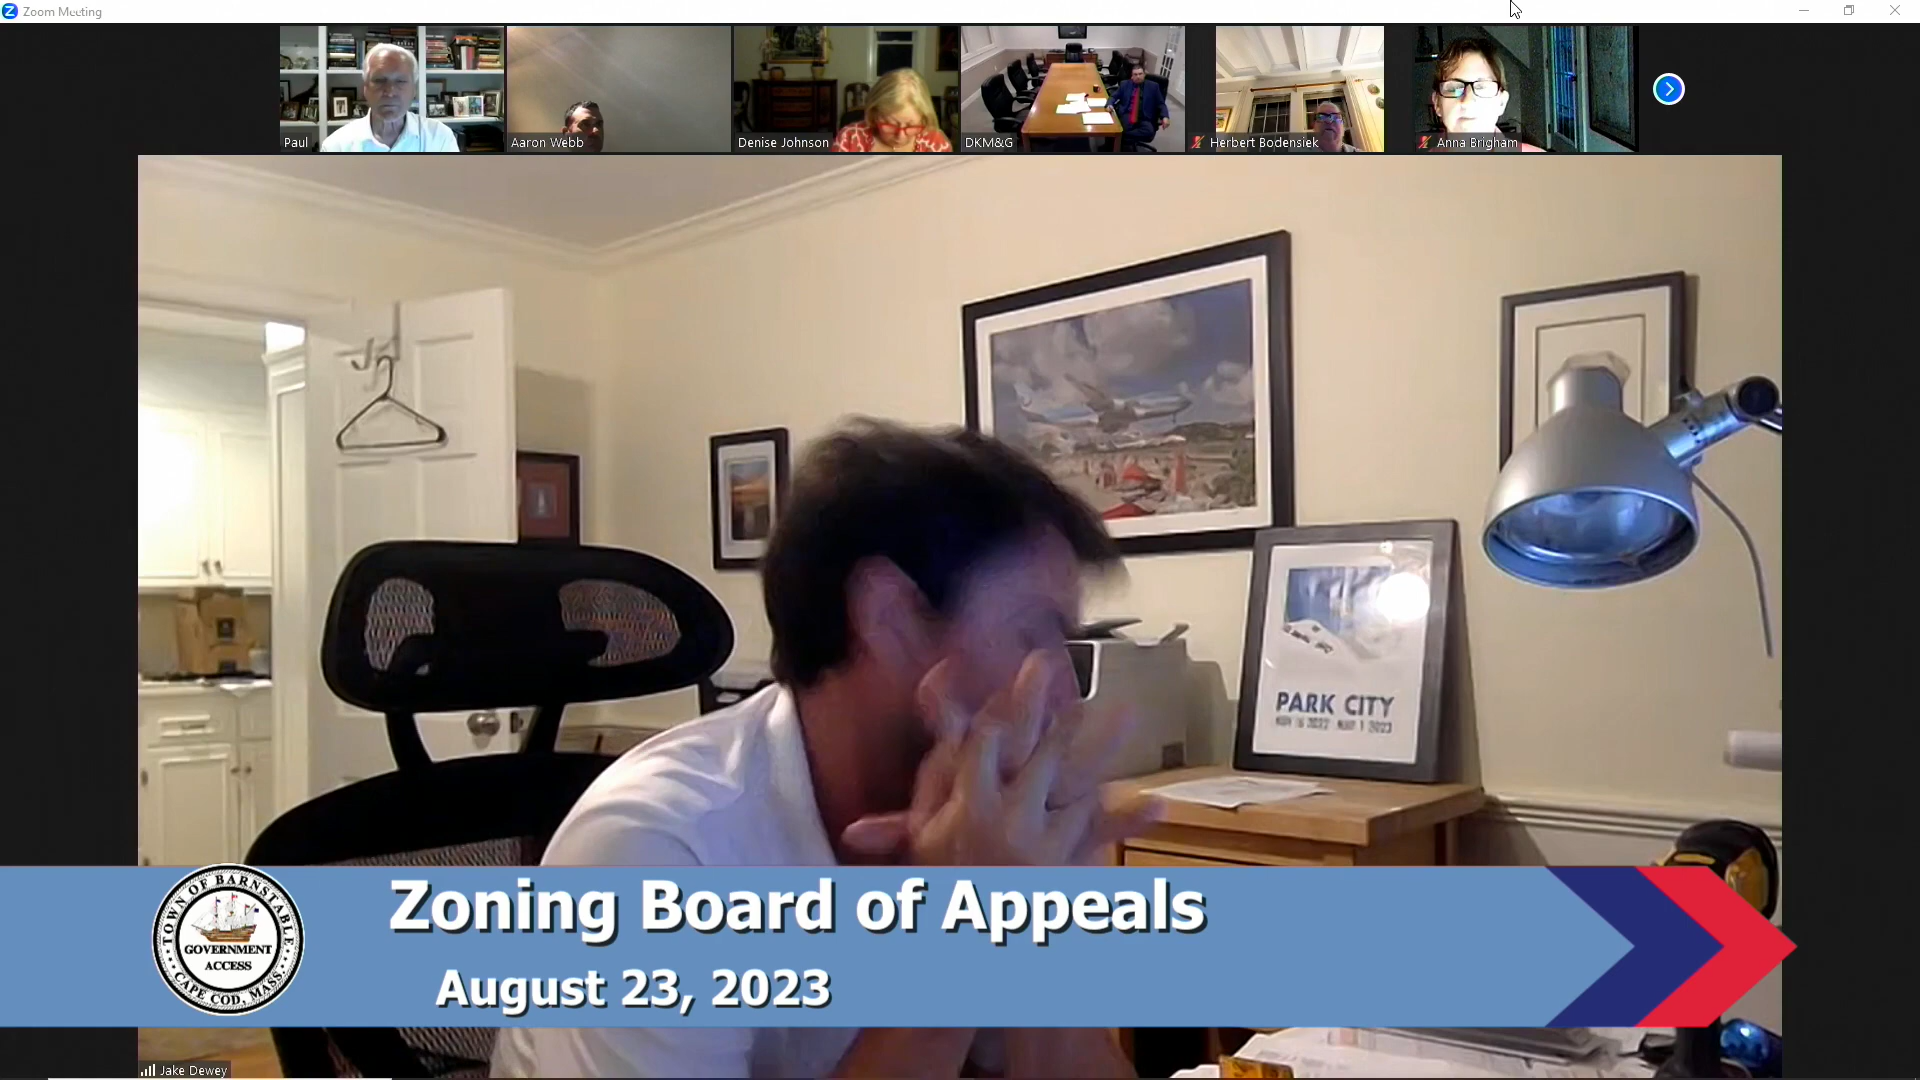 Zoom Meeting
Paul
Aaron Webb
Denise Johnson
DKM&G
Herbert Bodensiek
Anna Brigham
PARK CITY
TOWN OF BARNSTABLE
GOVERNMENT
ACCESS
CAPE COD, MASS.
Zoning Board of Appeals
August 23, 2023
Jake Dewey